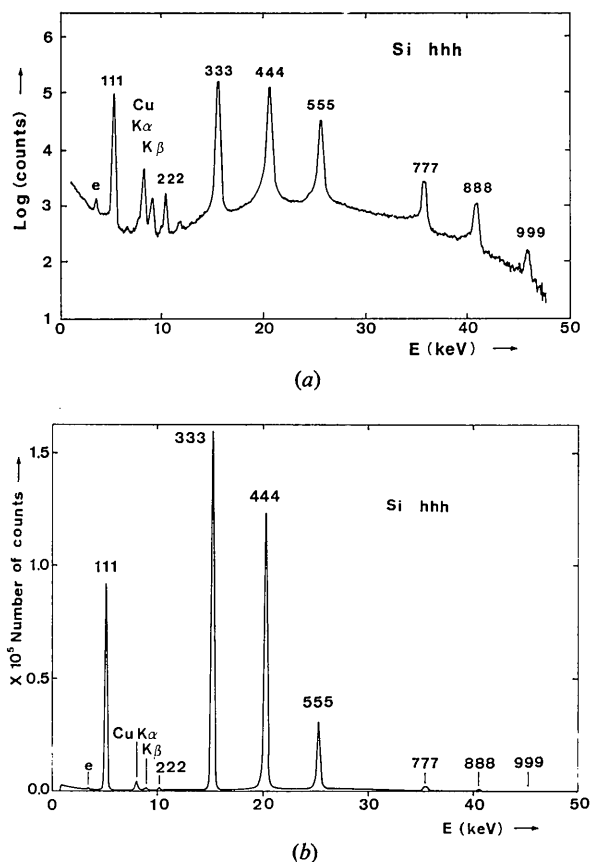 6
Si hhh
333
444
111
5
555
Cu
Kα
Kβ
Log (counts)
4
777
e
222
888
3
999
2
1
0
10
20
30
40
50
E (keV)
(a)
1.5
333
444
Si hhh
X 10⁵ Number of counts
1.0
111
0.5
555
Cu Kα
Kβ
e
222
777
888
999
0.0
0
10
20
30
40
50
E (keV)
(b)